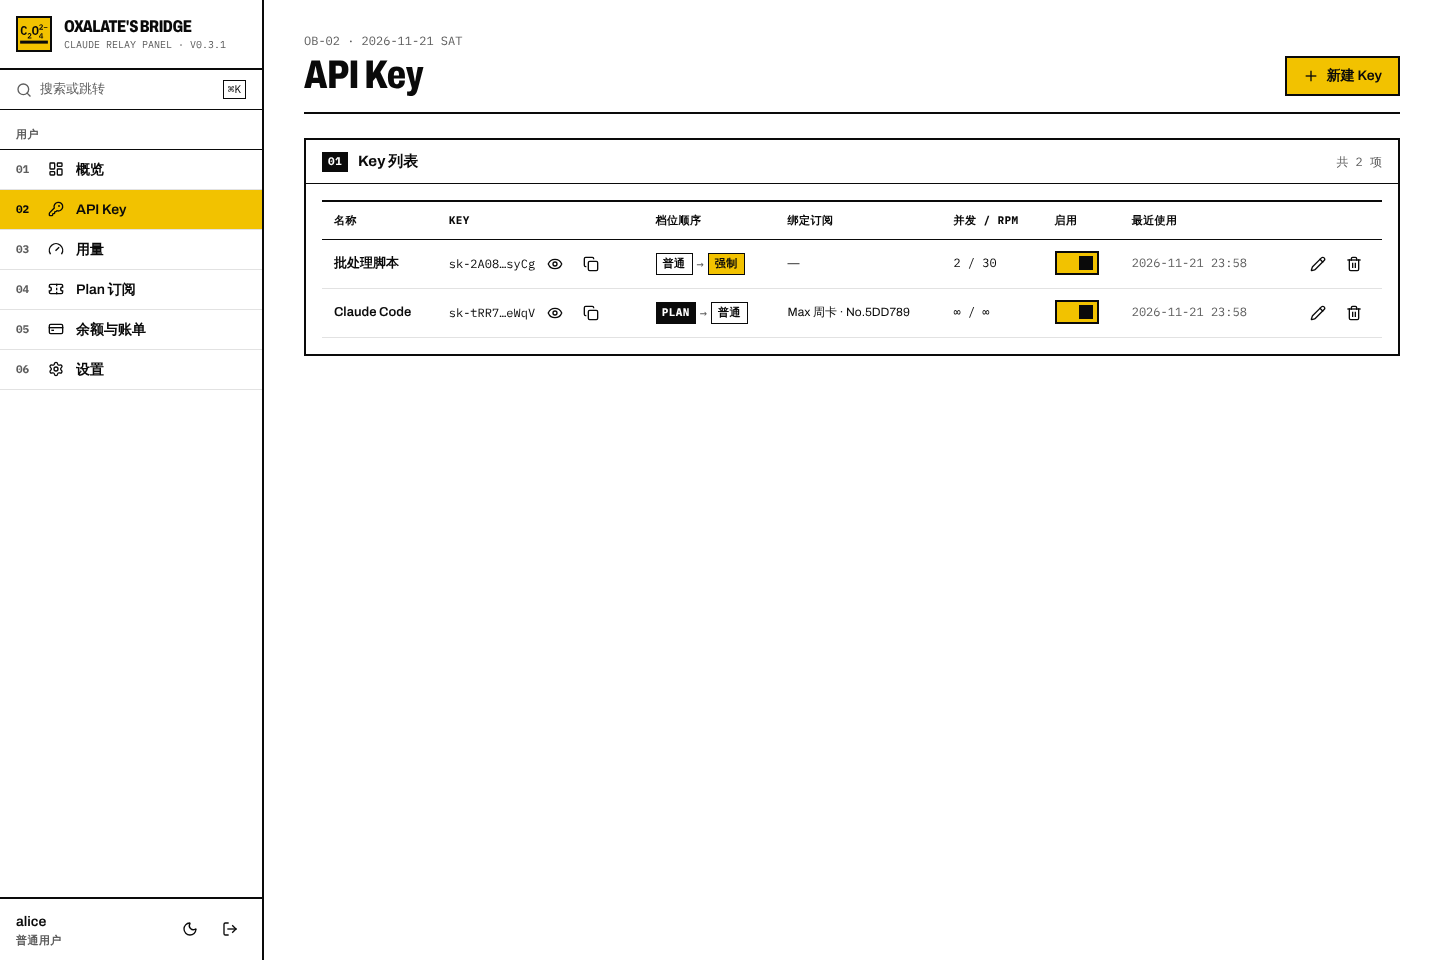 C₂O₄²⁻
OXALATE'S BRIDGE
CLAUDE RELAY PANEL · V0.3.1
搜索或跳转 ⌘K
用户
01 概览
02 API Key
03 用量
04 Plan 订阅
05 余额与账单
06 设置
alice
普通用户
OB-02 · 2026-11-21 SAT
API Key
新建 Key
01 Key 列表
共 2 项
名称 KEY 档位顺序 绑定订阅 并发 / RPM 启用 最近使用
批处理脚本 sk-2A08…syCg 普通 → 强制 — 2 / 30 2026-11-21 23:58
Claude Code sk-tRR7…eWqV PLAN → 普通 Max 周卡 · No.5DD789 ∞ / ∞ 2026-11-21 23:58